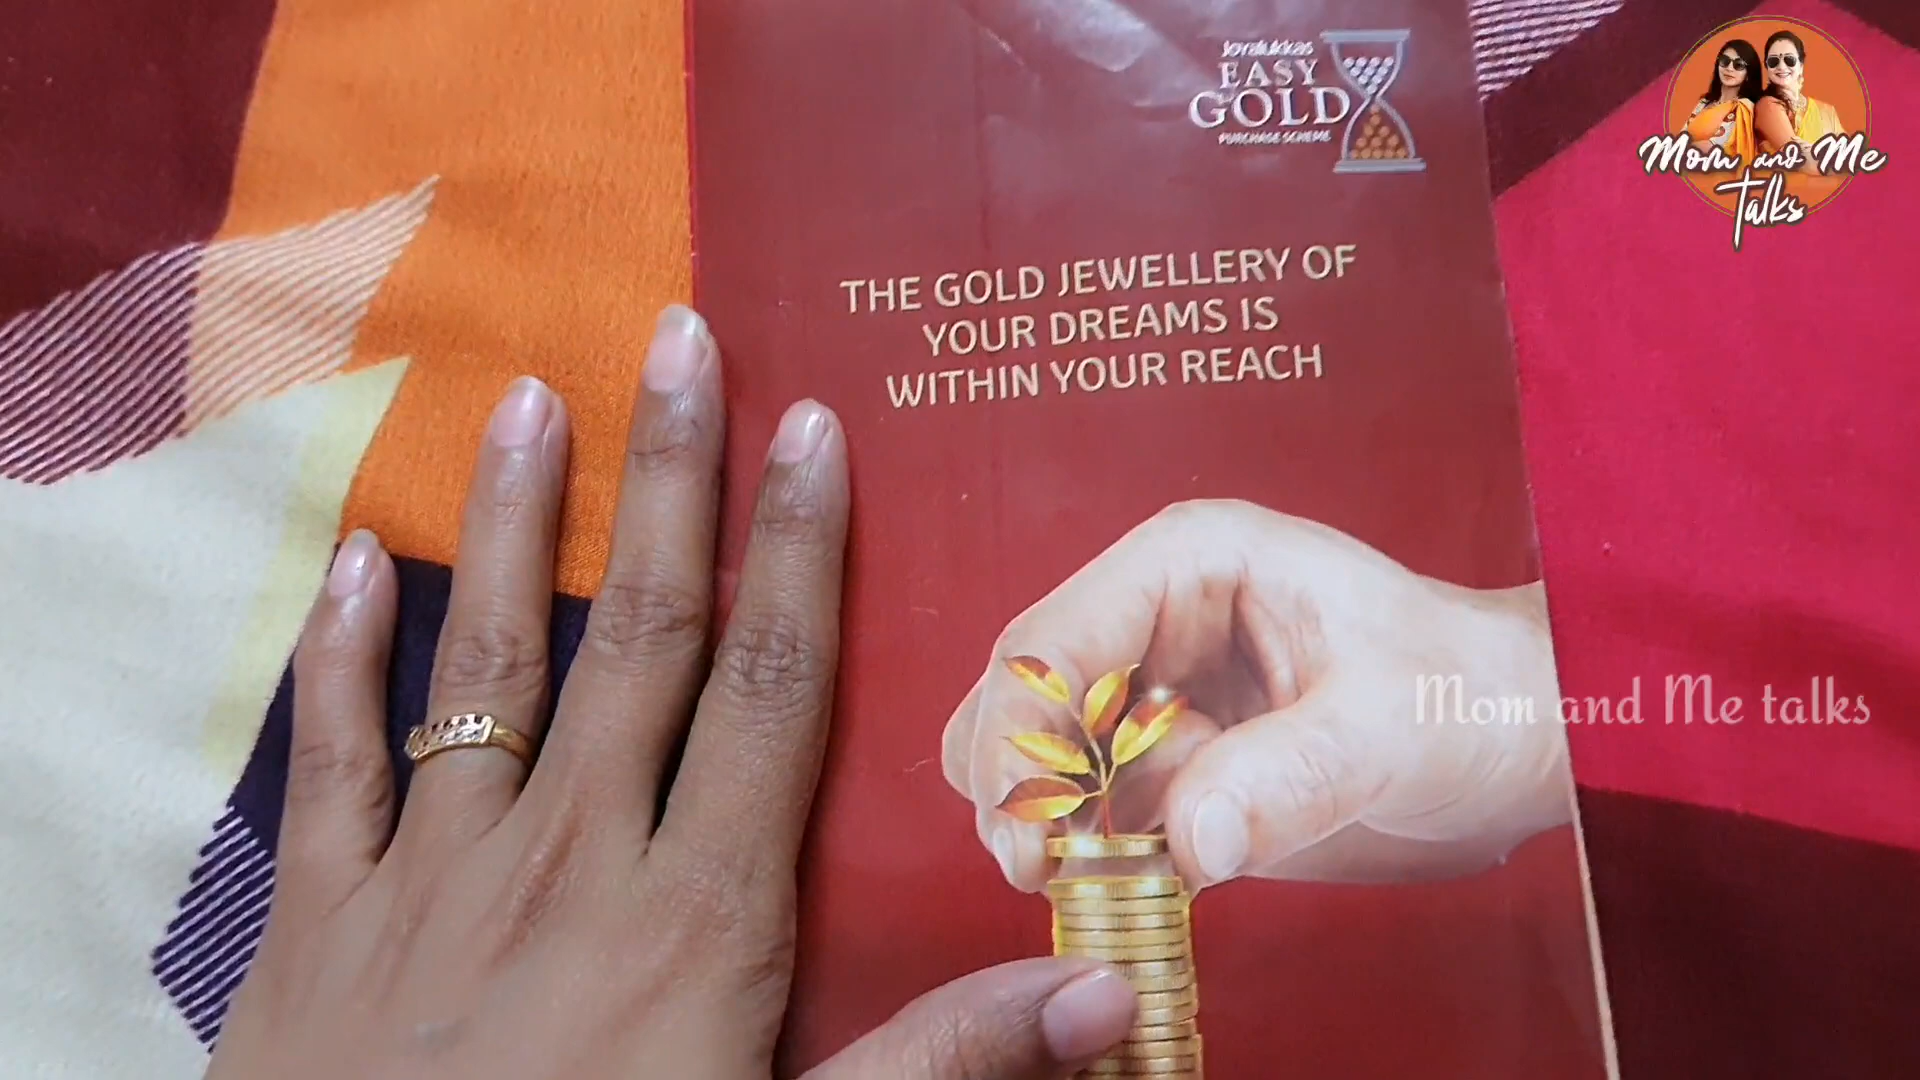 Joyalukkas
EASY
GOLD
PURCHASE SCHEME
THE GOLD JEWELLERY OF
YOUR DREAMS IS
WITHIN YOUR REACH
Mom and Me
Talks
Mom and Me talks